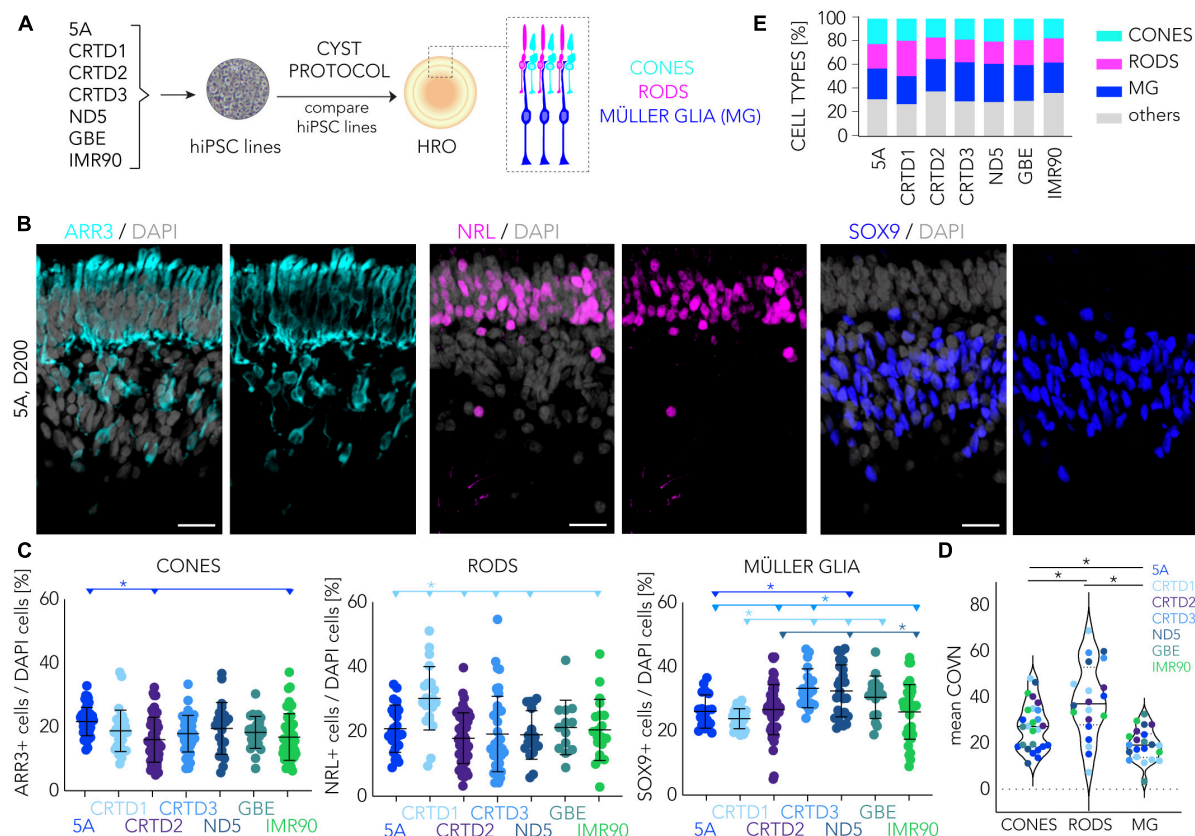 A
5A
CRTD1
CRTD2
CRTD3
ND5
GBE
IMR90
hiPSC lines
CYST
PROTOCOL
compare
hiPSC lines
HRO
CONES
RODS
MÜLLER GLIA (MG)
E
CELL TYPES [%]
100
80
60
40
20
0
5A
CRTD1
CRTD2
CRTD3
ND5
GBE
IMR90
CONES
RODS
MG
others
B
5A, D200
ARR3 / DAPI
NRL / DAPI
SOX9 / DAPI
C
CONES
ARR3+ cells / DAPI cells [%]
60
40
20
0
*
5A
CRTD1
CRTD2
CRTD3
ND5
GBE
IMR90
RODS
NRL+ cells / DAPI cells [%]
60
40
20
0
*
5A
CRTD1
CRTD2
CRTD3
ND5
GBE
IMR90
MÜLLER GLIA
SOX9+ cells / DAPI cells [%]
60
40
20
0
*
*
*
*
5A
CRTD1
CRTD2
CRTD3
ND5
GBE
IMR90
D
mean COVN
80
60
40
20
0
*
*
*
CONES
RODS
MG
5A
CRTD1
CRTD2
CRTD3
ND5
GBE
IMR90